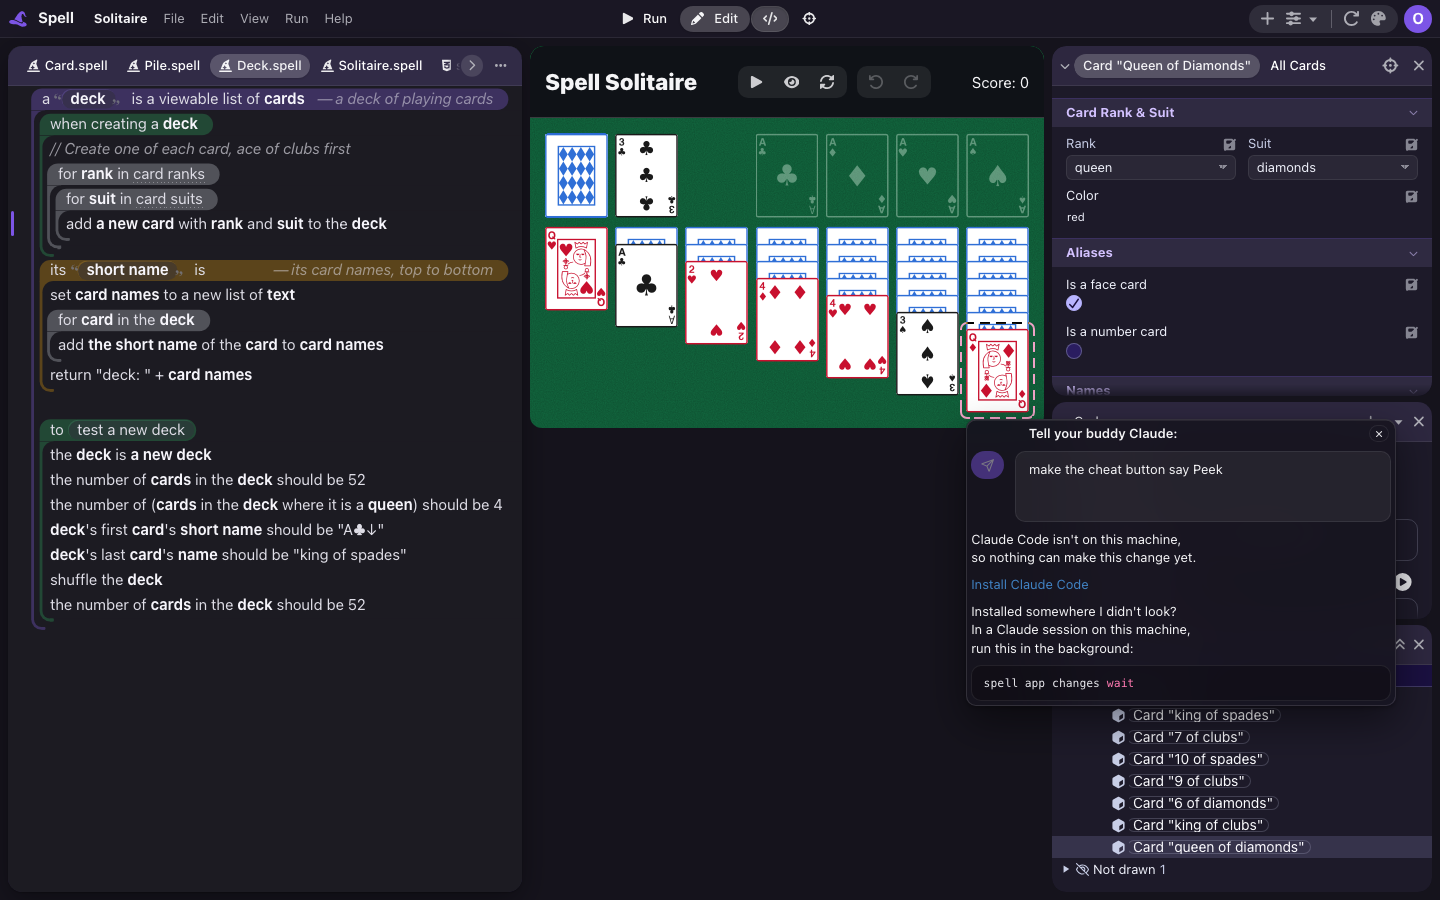 Spell Solitaire File Edit View Run Help
Run Edit </>
O
Card.spell Pile.spell Deck.spell Solitaire.spell
a “ deck ” is a viewable list of cards — a deck of playing cards
when creating a deck
// Create one of each card, ace of clubs first
for rank in card ranks
for suit in card suits
add a new card with rank and suit to the deck
its “ short name ” is — its card names, top to bottom
set card names to a new list of text
for card in the deck
add the short name of the card to card names
return "deck: " + card names
to test a new deck
the deck is a new deck
the number of cards in the deck should be 52
the number of (cards in the deck where it is a queen) should be 4
deck's first card's short name should be "A♣↓"
deck's last card's name should be "king of spades"
shuffle the deck
the number of cards in the deck should be 52
Spell Solitaire
Score: 0
3 3 A A A A A A A A
Q Q A A 2 2 4 4 4 4 3 3 Q Q
Card "Queen of Diamonds" All Cards
Card Rank & Suit
Rank Suit
queen diamonds
Color
red
Aliases
Is a face card
Is a number card
Names
Tell your buddy Claude:
make the cheat button say Peek
Claude Code isn't on this machine,
so nothing can make this change yet.
Install Claude Code
Installed somewhere I didn't look?
In a Claude session on this machine,
run this in the background:
spell app changes wait
Card "king of spades"
Card "7 of clubs"
Card "10 of spades"
Card "9 of clubs"
Card "6 of diamonds"
Card "king of clubs"
Card "queen of diamonds"
Not drawn 1